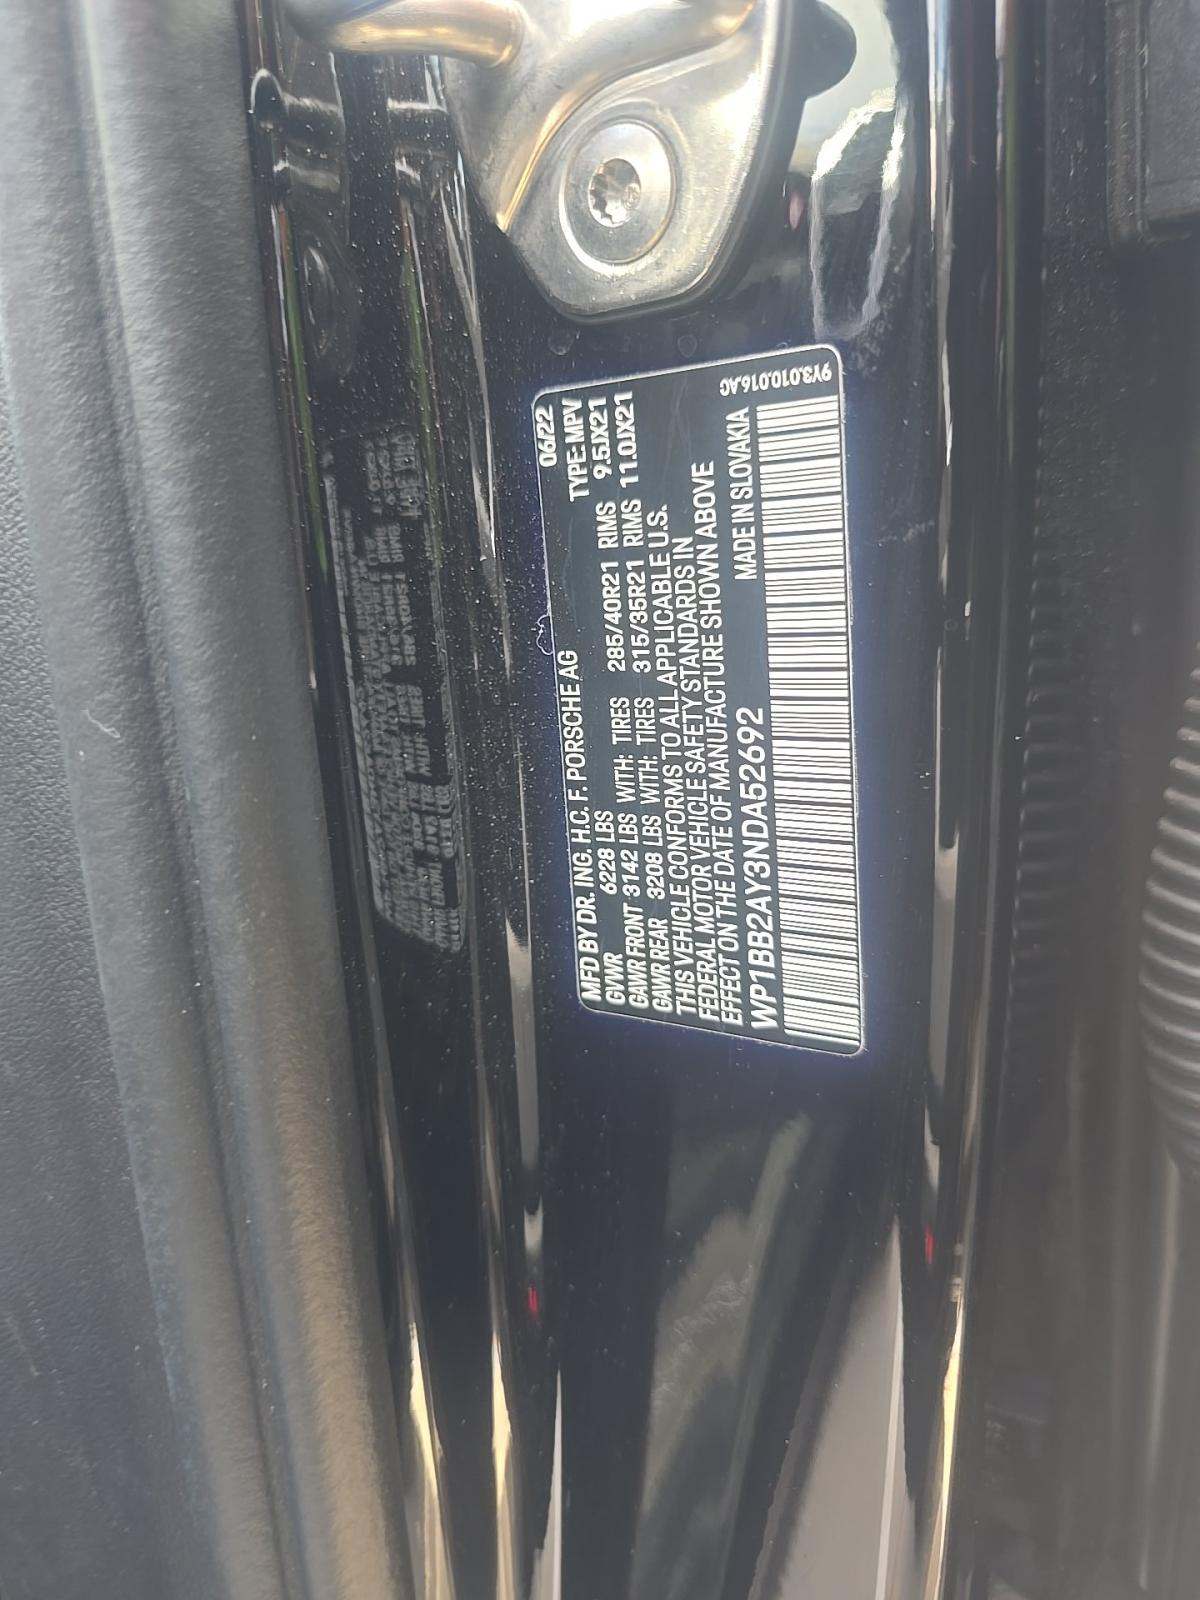 MFD BY DR. ING. H.C. F. PORSCHE AG 06/22
GVWR 6228 LBS TYPE: MPV
GAWR FRONT 3142 LBS WITH: TIRES 285/40R21 RIMS 9.5JX21
GAWR REAR 3208 LBS WITH: TIRES 315/35R21 RIMS 11.0JX21
THIS VEHICLE CONFORMS TO ALL APPLICABLE U.S.
FEDERAL MOTOR VEHICLE SAFETY STANDARDS IN
EFFECT ON THE DATE OF MANUFACTURE SHOWN ABOVE
WP1BB2AY3NDA52692 MADE IN SLOVAKIA
9Y3.010.016.AG